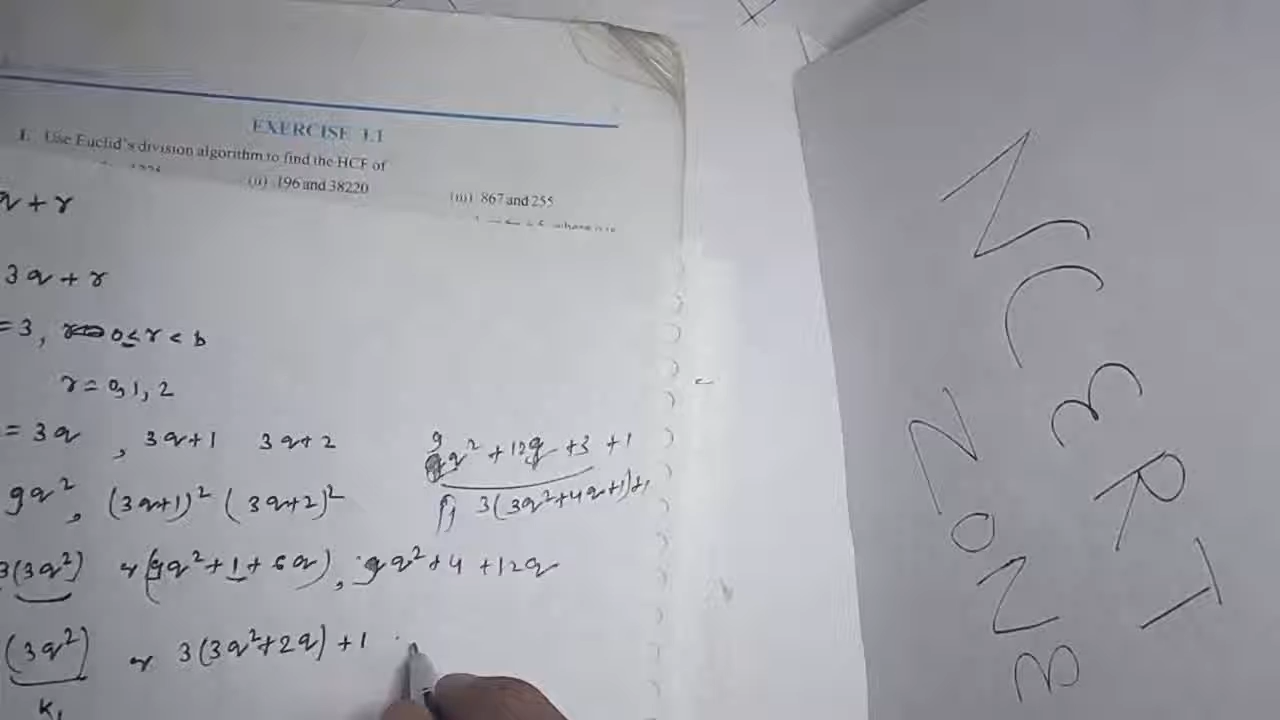 EXERCISE 1.1
1. Use Euclid's division algorithm to find the HCF of
(ii) 196 and 38220
(iii) 867 and 255
q + r
3q + r
= 3, 0 ≤ r < b
r = 0, 1, 2
= 3q , 3q+1 3q+2
9q² , (3q+1)² (3q+2)²
3(3q²) or (9q²+1+6q), 9q²+4+12q
(3q²) or 3(3q²+2q)+1
K₁
9q² + 12q + 3 + 1
3(3q²+4q+1)+1
NCERT
ZONE